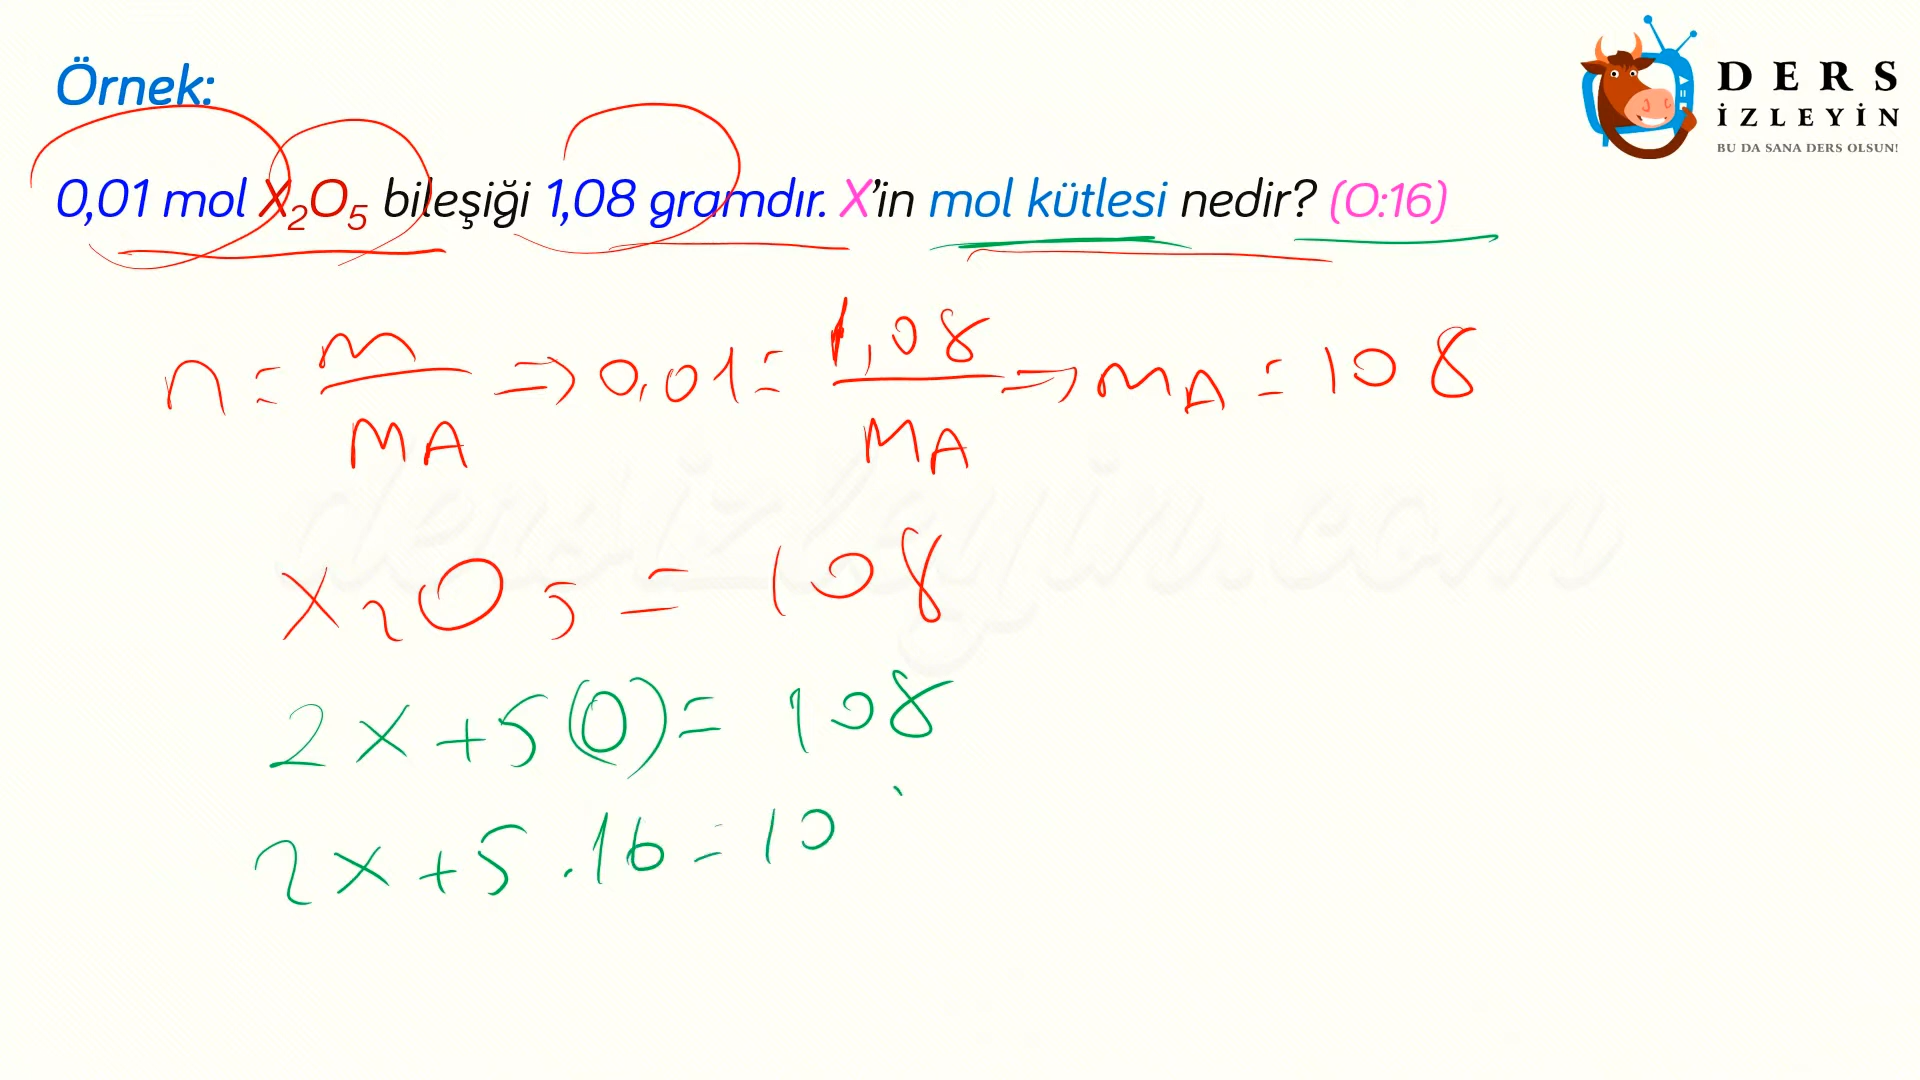 Örnek:
DERS
İZLEYİN
BU DA SANA DERS OLSUN!
0,01 mol X₂O₅ bileşiği 1,08 gramdır. X’in mol kütlesi nedir? (O:16)
n = m/MA ⇒ 0,01 = 1,08/MA ⇒ MA = 108
dersizleyin.com
X₂O₅ = 108
2x + 5(O) = 108
2x + 5 . 16 = 10